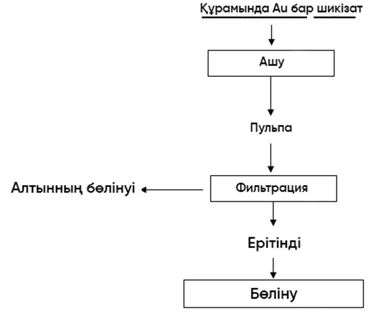 Құрамында Au бар шикізат
Ашу
Пульпа
Алтынның бөлінуі
Фильтрация
Ерітінді
Бөліну